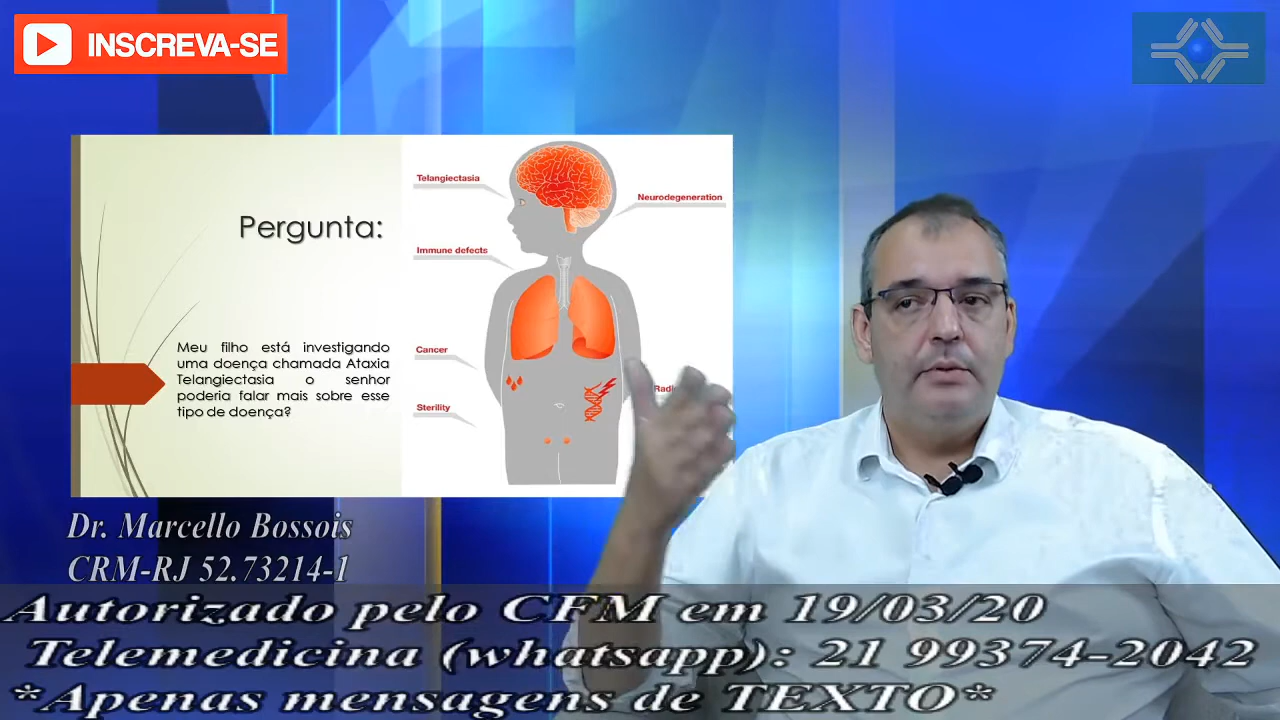 INSCREVA-SE
Pergunta:
Meu filho está investigando
uma doença chamada Ataxia
Telangiectasia o senhor
poderia falar mais sobre esse
tipo de doença?
Telangiectasia
Neurodegeneration
Immune defects
Cancer
Sterility
Dr. Marcello Bossois
CRM-RJ 52.73214-1
Autorizado pelo CFM em 19/03/20
Telemedicina (whatsapp): 21 99374-2042
*Apenas mensagens de TEXTO*